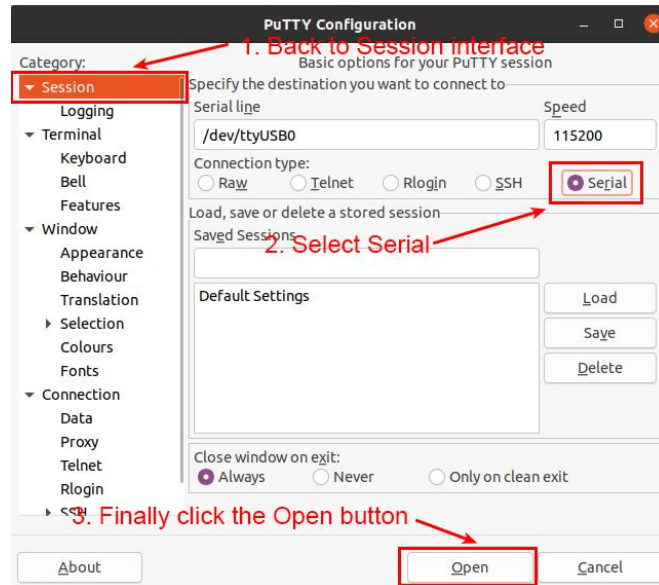 PuTTY Configuration
1. Back to Session interface
Category:
Basic options for your PuTTY session
Session
Logging
Terminal
Keyboard
Bell
Features
Window
Appearance
Behaviour
Translation
Selection
Colours
Fonts
Connection
Data
Proxy
Telnet
Rlogin
SSH
Specify the destination you want to connect to
Serial line
Speed
/dev/ttyUSB0
115200
Connection type:
Raw
Telnet
Rlogin
SSH
Serial
Load, save or delete a stored session
Saved Sessions
2. Select Serial
Default Settings
Load
Save
Delete
Close window on exit:
Always
Never
Only on clean exit
3. Finally click the Open button
About
Open
Cancel